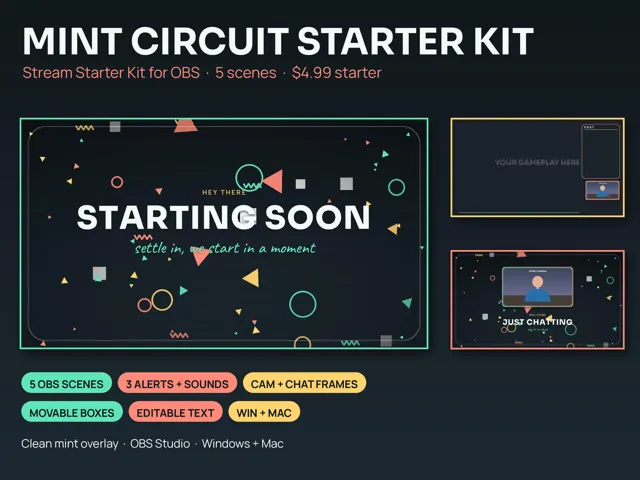 MINT CIRCUIT STARTER KIT
Stream Starter Kit for OBS · 5 scenes · $4.99 starter
HEY THERE
STARTING SOON
settle in, we start in a moment
CHAT
YOUR GAMEPLAY HERE
JUST CHATTING
5 OBS SCENES
3 ALERTS + SOUNDS
CAM + CHAT FRAMES
MOVABLE BOXES
EDITABLE TEXT
WIN + MAC
Clean mint overlay · OBS Studio · Windows + Mac